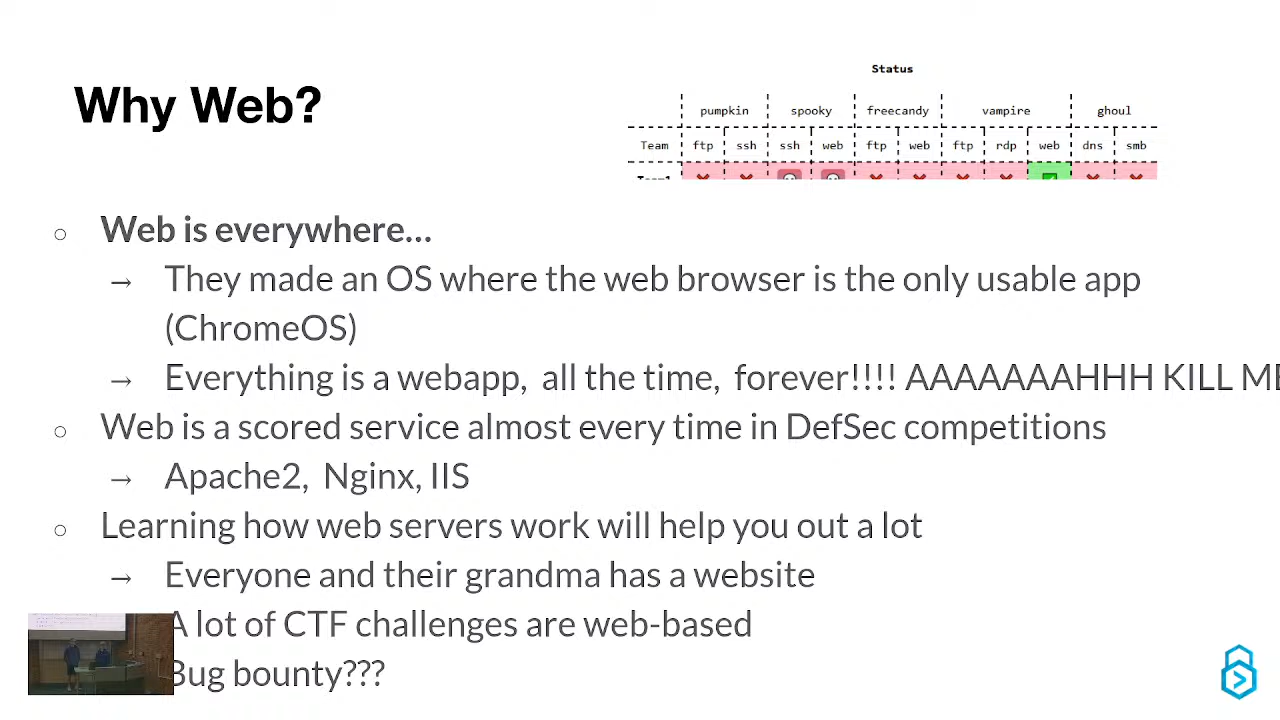 Why Web?
Status
pumpkin spooky freecandy vampire ghoul
Team ftp ssh ssh web ftp web ftp rdp web dns smb
○ Web is everywhere...
→ They made an OS where the web browser is the only usable app
(ChromeOS)
→ Everything is a webapp, all the time, forever!!!! AAAAAAAHHH KILL ME
○ Web is a scored service almost every time in DefSec competitions
→ Apache2, Nginx, IIS
○ Learning how web servers work will help you out a lot
→ Everyone and their grandma has a website
A lot of CTF challenges are web-based
Bug bounty???